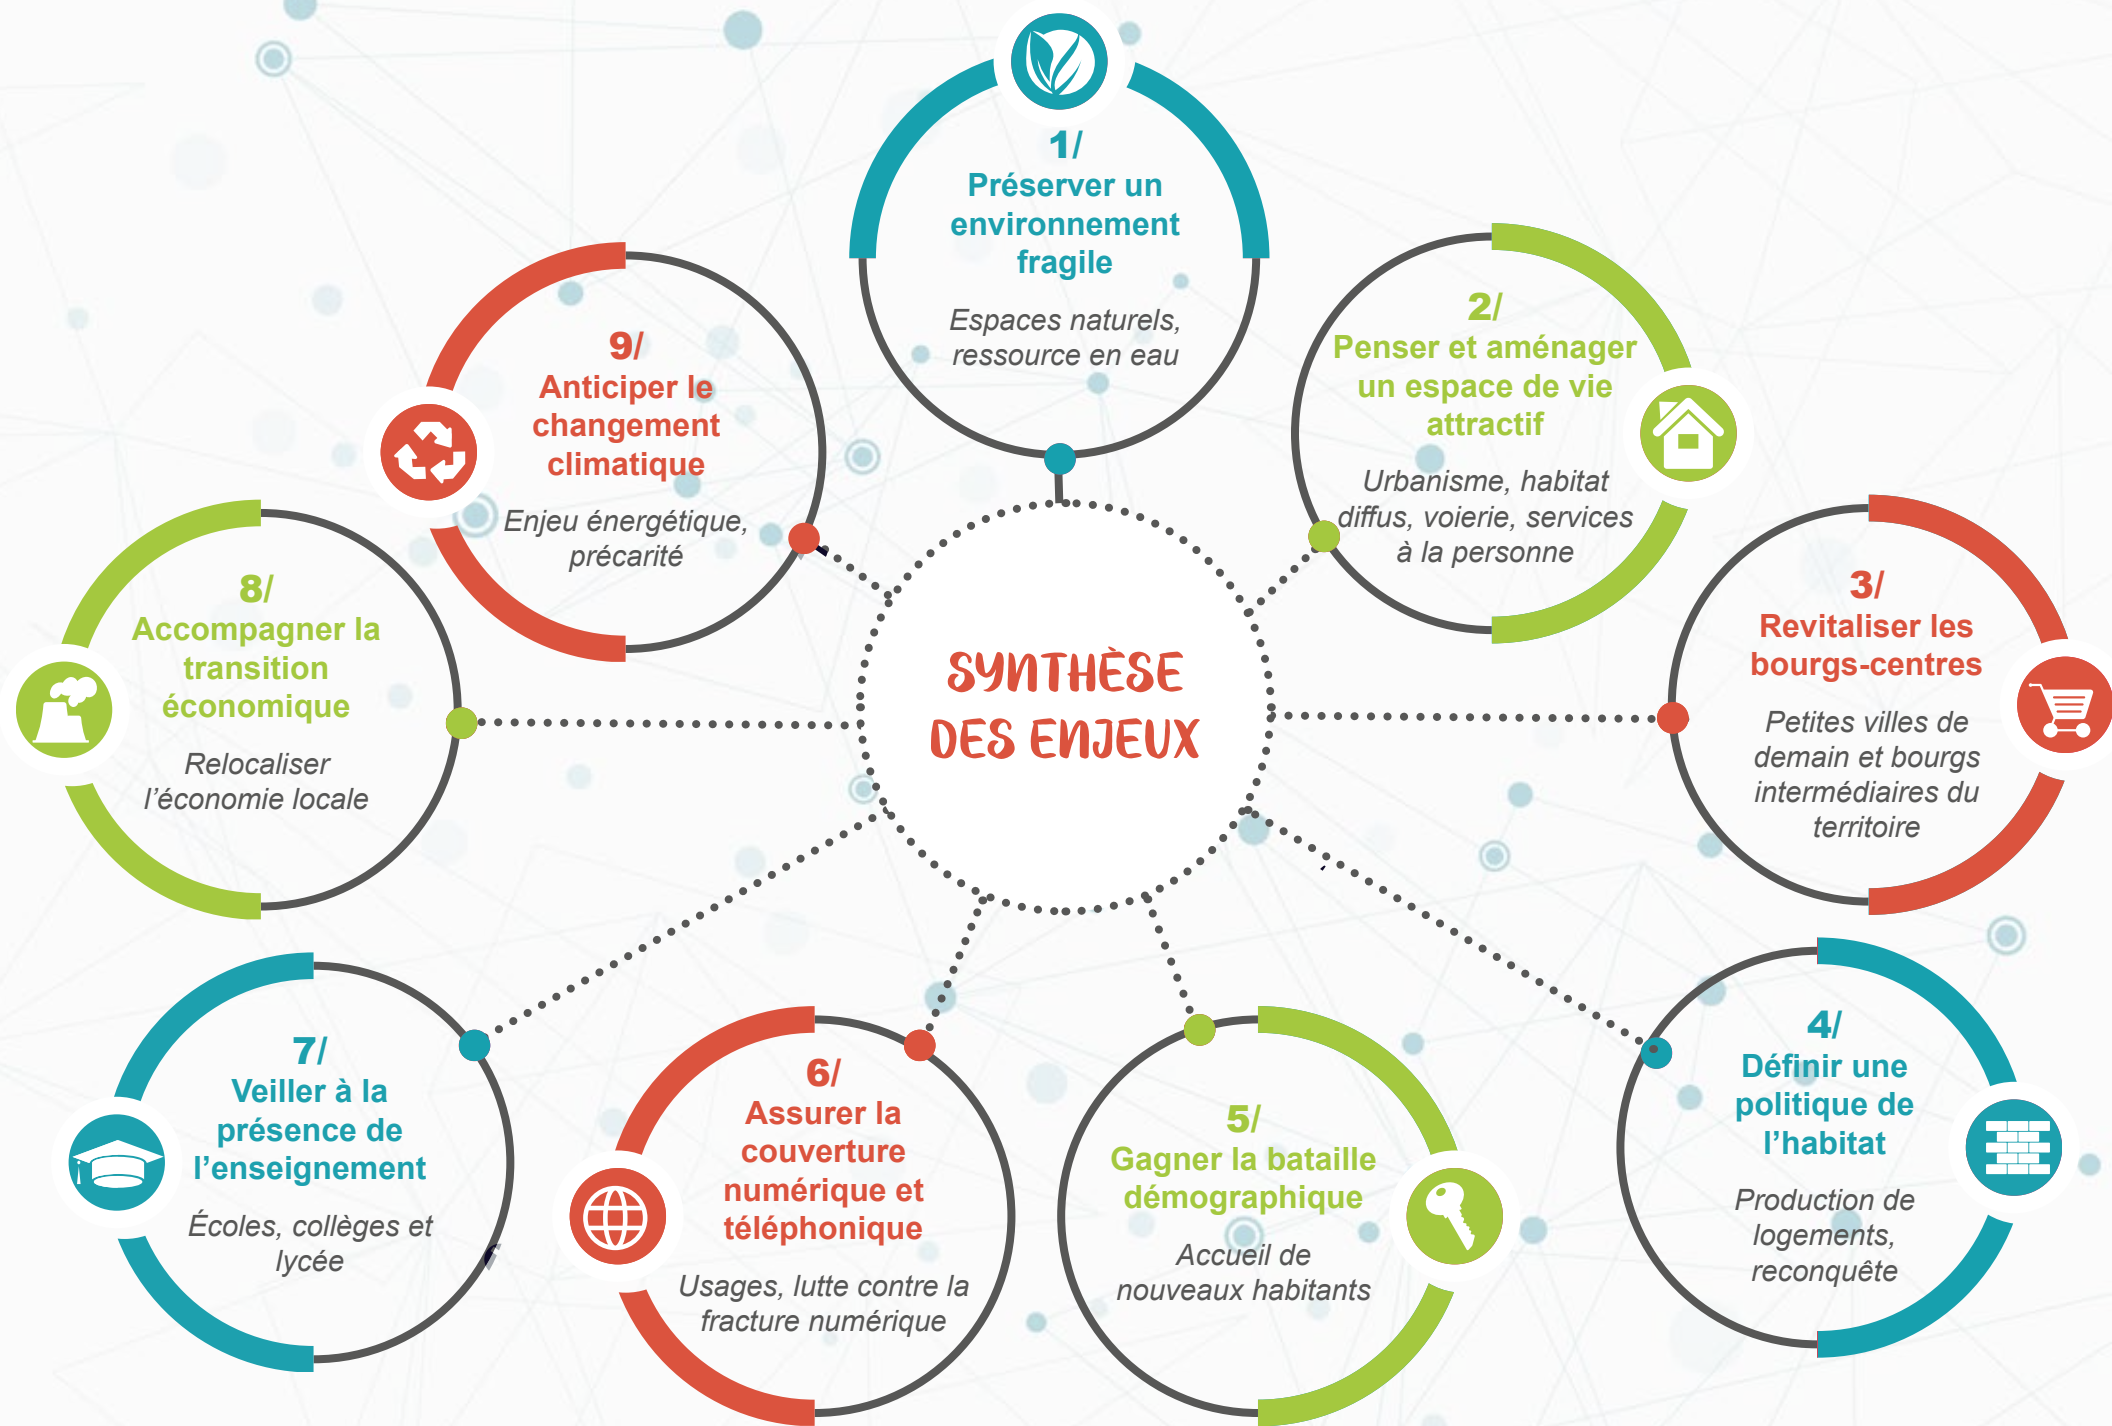 SYNTHÈSE
DES ENJEUX
1/
Préserver un
environnement
fragile
Espaces naturels,
ressource en eau
2/
Penser et aménager
un espace de vie
attractif
Urbanisme, habitat
diffus, voierie, services
à la personne
3/
Revitaliser les
bourgs-centres
Petites villes de
demain et bourgs
intermédiaires du
territoire
4/
Définir une
politique de
l’habitat
Production de
logements,
reconquête
5/
Gagner la bataille
démographique
Accueil de
nouveaux habitants
6/
Assurer la
couverture
numérique et
téléphonique
Usages, lutte contre la
fracture numérique
7/
Veiller à la
présence de
l’enseignement
Écoles, collèges et
lycée
8/
Accompagner la
transition
économique
Relocaliser
l’économie locale
9/
Anticiper le
changement
climatique
Enjeu énergétique,
précarité